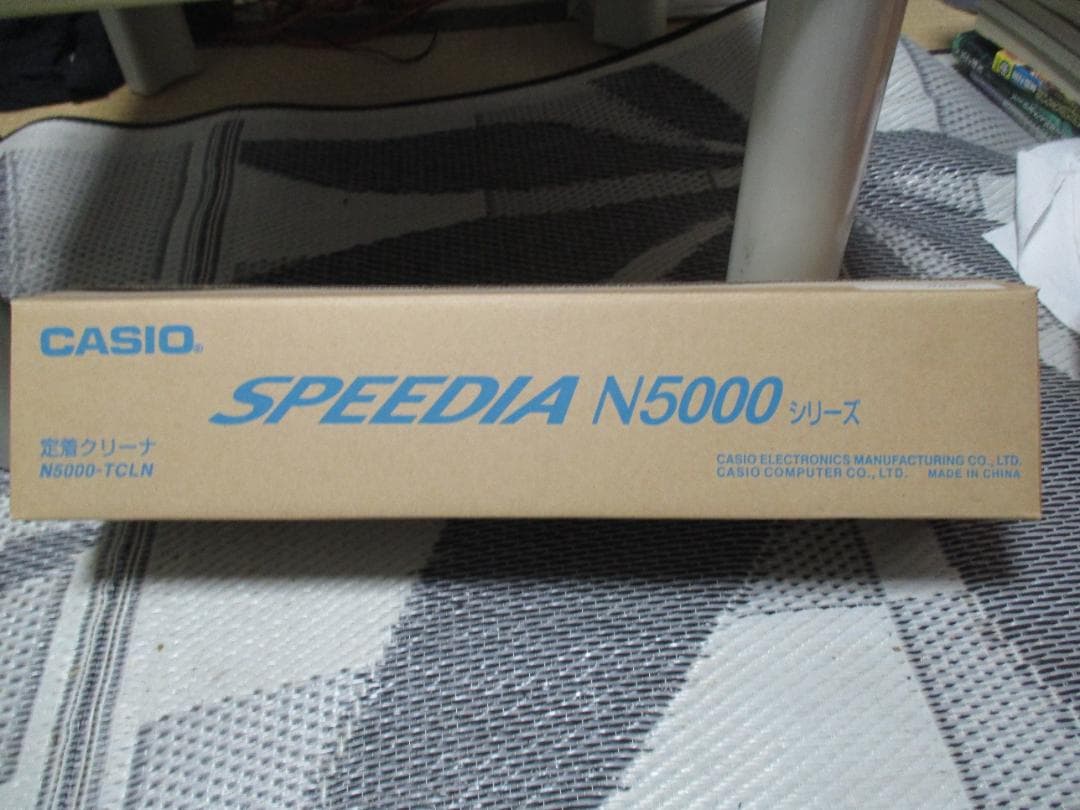 CASIO®
SPEEDIA N5000 シリーズ
定着クリーナ
N5000-TCLN
CASIO ELECTRONICS MANUFACTURING CO., LTD.
CASIO COMPUTER CO., LTD. MADE IN CHINA